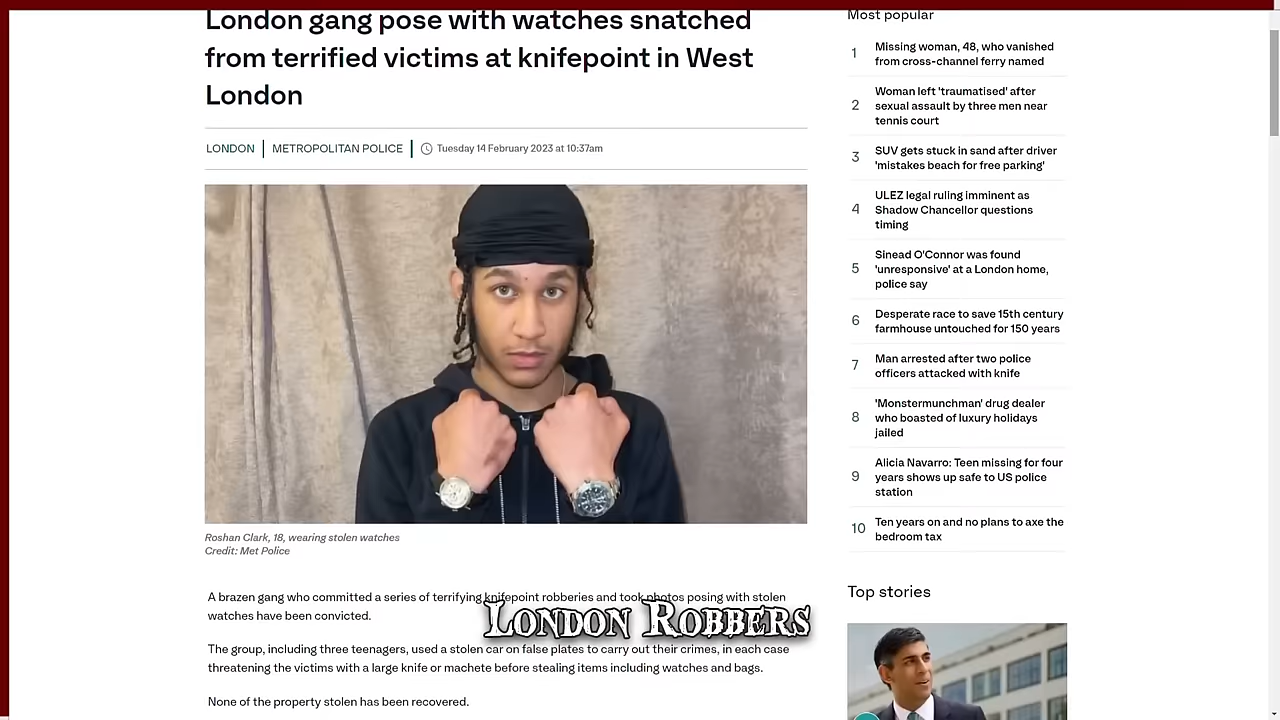 London gang pose with watches snatched
from terrified victims at knifepoint in West
London
LONDON
METROPOLITAN POLICE
Tuesday 14 February 2023 at 10:37am
Roshan Clark, 18, wearing stolen watches
Credit: Met Police
A brazen gang who committed a series of terrifying knifepoint robberies and took photos posing with stolen
watches have been convicted.
LONDON ROBBERS
The group, including three teenagers, used a stolen car on false plates to carry out their crimes, in each case
threatening the victims with a large knife or machete before stealing items including watches and bags.
None of the property stolen has been recovered.
Most popular
1 Missing woman, 48, who vanished
from cross-channel ferry named
2 Woman left 'traumatised' after
sexual assault by three men near
tennis court
3 SUV gets stuck in sand after driver
'mistakes beach for free parking'
4 ULEZ legal ruling imminent as
Shadow Chancellor questions
timing
5 Sinead O'Connor was found
'unresponsive' at a London home,
police say
6 Desperate race to save 15th century
farmhouse untouched for 150 years
7 Man arrested after two police
officers attacked with knife
8 'Monstermunchman' drug dealer
who boasted of luxury holidays
jailed
9 Alicia Navarro: Teen missing for four
years shows up safe to US police
station
10 Ten years on and no plans to axe the
bedroom tax
Top stories